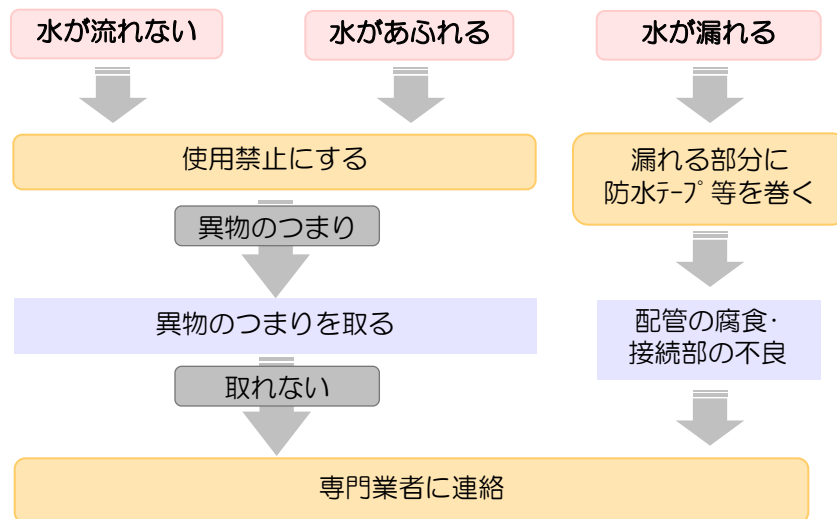 水が流れない
水があふれる
水が漏れる
使用禁止にする
漏れる部分に
防水ﾃｰﾌﾟ等を巻く
異物のつまり
異物のつまりを取る
配管の腐食･
接続部の不良
取れない
専門業者に連絡